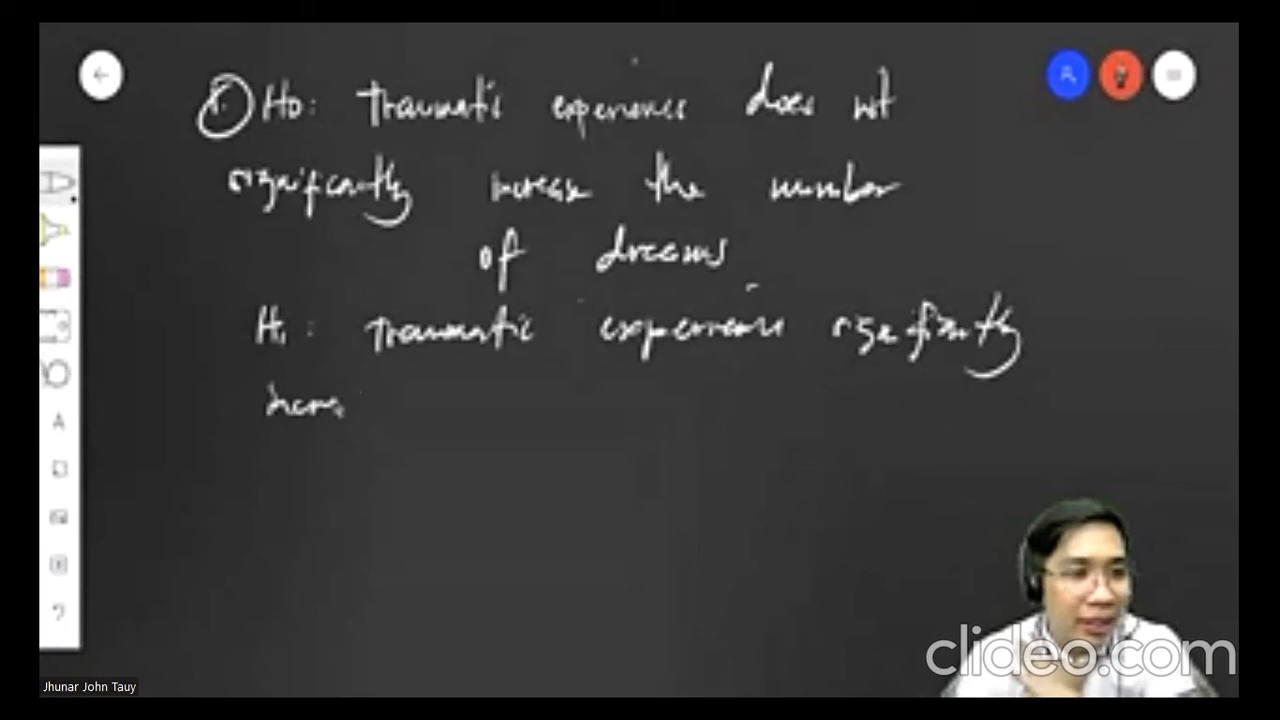 1. Ho: Traumatic experience does not
significantly increase the number
of dreams
H1: Traumatic experience significantly
A
?
clideo.com
Jhunar John Tauy